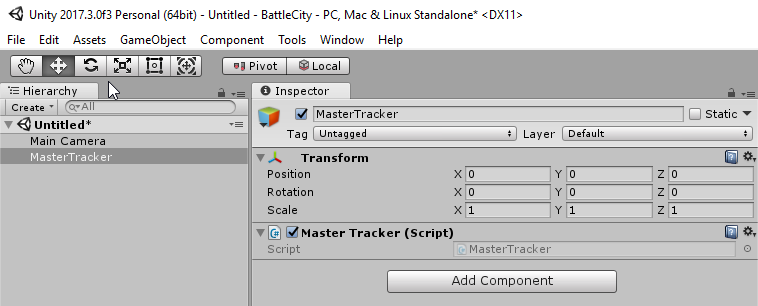 Unity 2017.3.0f3 Personal (64bit) - Untitled - BattleCity - PC, Mac & Linux Standalone* <DX11>
File Edit Assets GameObject Component Tools Window Help
Pivot Local
Hierarchy
Create All
Untitled*
Main Camera
MasterTracker
Inspector
MasterTracker Static
Tag Untagged Layer Default
Transform
Position X 0 Y 0 Z 0
Rotation X 0 Y 0 Z 0
Scale X 1 Y 1 Z 1
Master Tracker (Script)
Script MasterTracker
Add Component